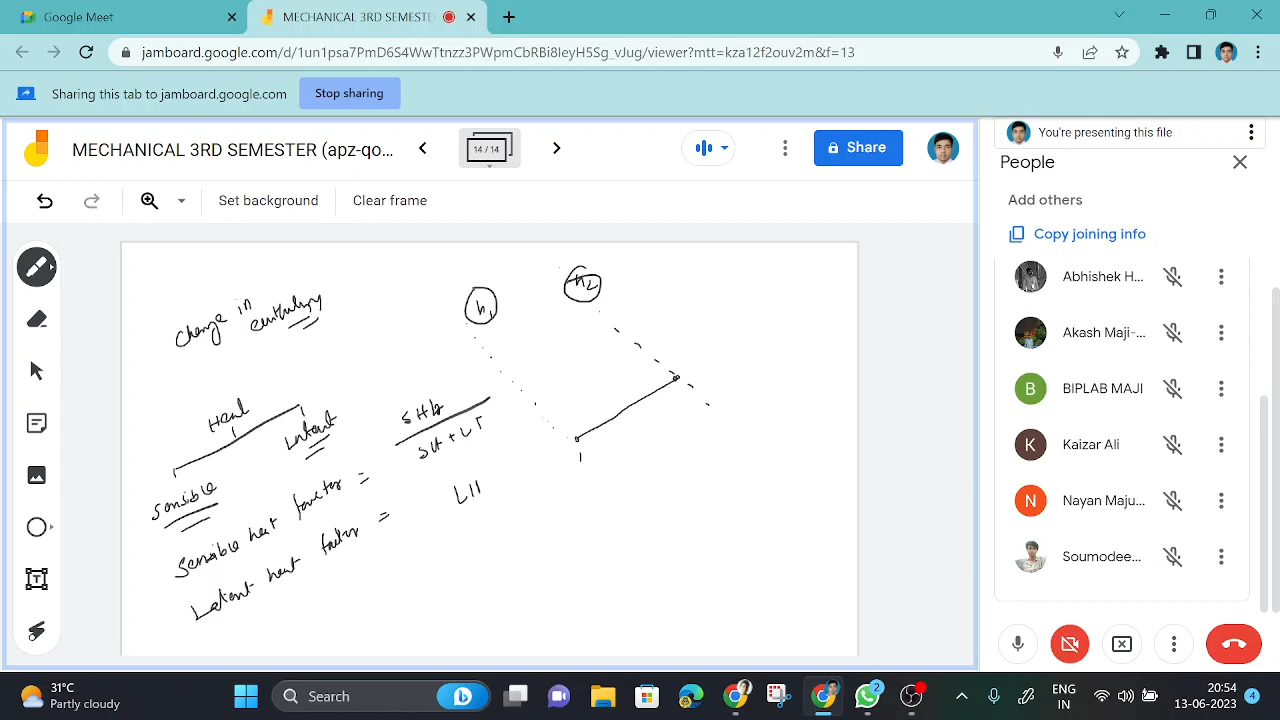 Google Meet
MECHANICAL 3RD SEMEST
jamboard.google.com/d/1un1psa7PmD6S4WwTtnzz3PWpmCbRBi8leyH5Sg_vJug/viewer?mtt=kza12f2ouv2m&f=13
Sharing this tab to jamboard.google.com
Stop sharing
MECHANICAL 3RD SEMESTER (apz-qo...
14 / 14
Share
You're presenting this file
People
Set background
Clear frame
Add others
Copy joining info
Abhishek H...
Akash Maji-...
BIPLAB MAJI
Kaizar Ali
Nayan Maju...
Soumodee...
Change in
enthalpy
h1
h2
Heat
Latent
Sensible
Sensible heat factor =
SH + LT
Latent heat factor =
LH
1
31°C
Partly cloudy
Search
2
ENG
IN
20:54
13-06-2023
4